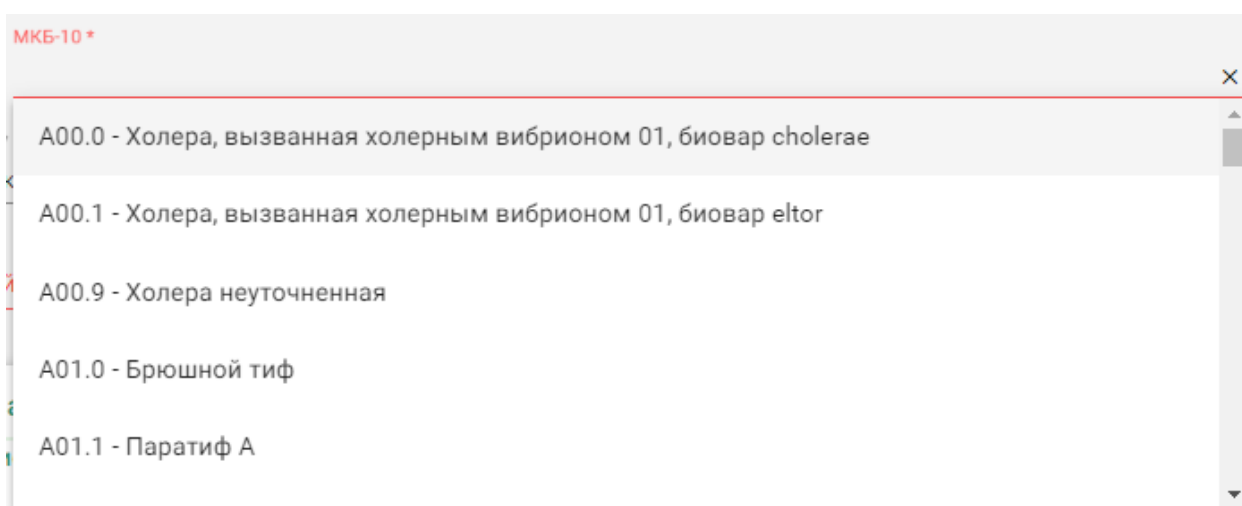 МКБ-10 *
A00.0 - Холера, вызванная холерным вибрионом 01, биовар cholerae
A00.1 - Холера, вызванная холерным вибрионом 01, биовар eltor
A00.9 - Холера неуточненная
A01.0 - Брюшной тиф
A01.1 - Паратиф A